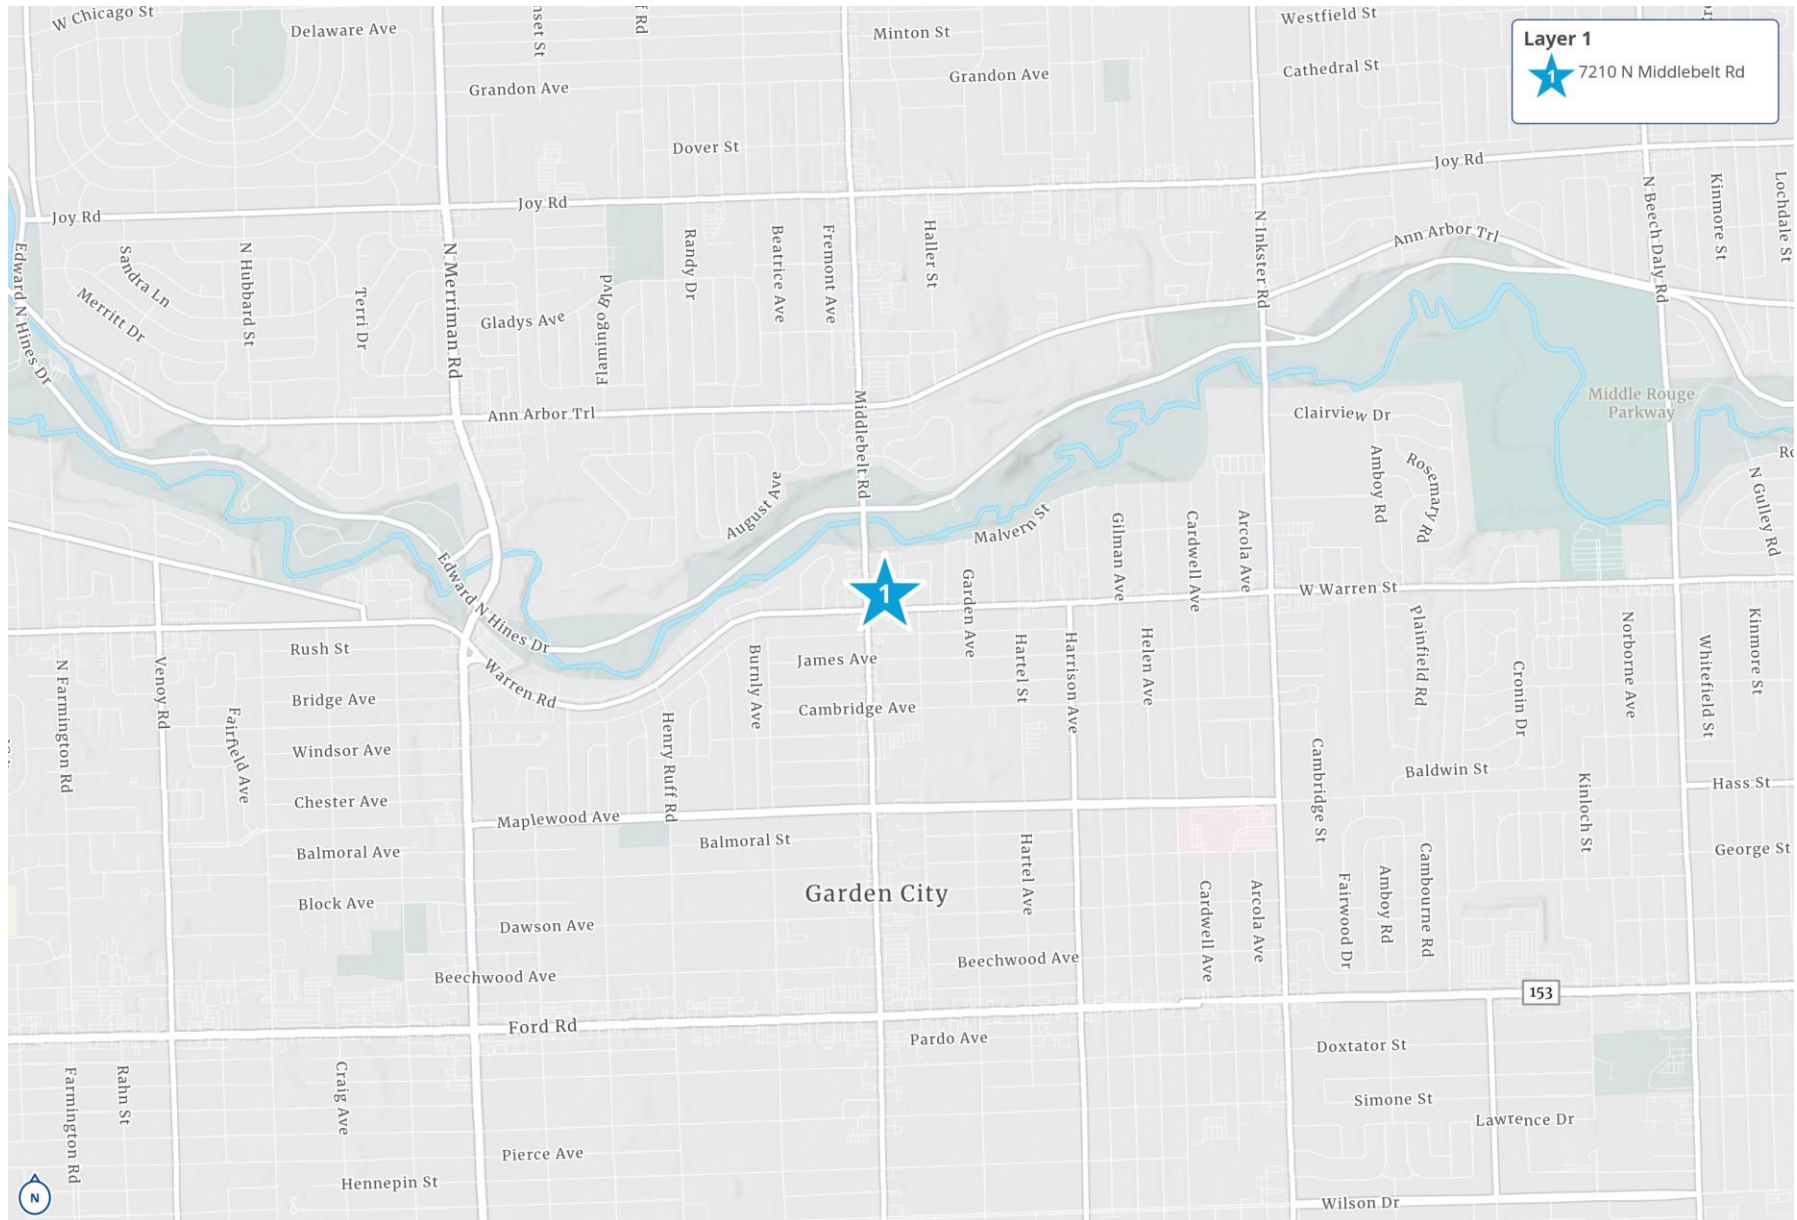 W Chicago St
Delaware Ave
Minton St
Westfield St
Layer 1
1 7210 N Middlebelt Rd
Grandon Ave
Grandon Ave
Cathedral St
Dover St
Joy Rd
Joy Rd
Joy Rd
Edward N Hines Dr
Sandra Ln
Merritt Dr
N Hubbard St
Terri Dr
N Merriman Rd
Gladys Ave
Flamingo Blvd
Randy Dr
Beatrice Ave
Fremont Ave
Haller St
N Inkster Rd
Ann Arbor Trl
N Beech Daly Rd
Kinmore St
Lochdale St
Ann Arbor Trl
Middlebelt Rd
Clairview Dr
Middle Rouge
Parkway
August Ave
Malvern St
Gilman Ave
Cardwell Ave
Arcola Ave
Amboy Rd
Rosemary Rd
N Gulley Rd
Edward N Hines Dr
1
Garden Ave
W Warren St
Rush St
James Ave
Hartel St
Harrison Ave
Helen Ave
Plainfield Rd
Cronin Dr
Norborne Ave
Whitefield St
Kinmore St
N Farmington Rd
Venoy Rd
Bridge Ave
Warren Rd
Burnly Ave
Cambridge Ave
Fairfield Ave
Windsor Ave
Henry Ruff Rd
Cambridge St
Baldwin St
Kinloch St
Hass St
Chester Ave
Maplewood Ave
Balmoral Ave
Balmoral St
Hartel Ave
George St
Block Ave
Garden City
Cardwell Ave
Arcola Ave
Fairwood Dr
Amboy Rd
Cambourne Rd
Dawson Ave
Beechwood Ave
Beechwood Ave
153
Ford Rd
Pardo Ave
Doxtator St
Farmington Rd
Rahn St
Craig Ave
Simone St
Lawrence Dr
Pierce Ave
Hennepin St
N
Wilson Dr